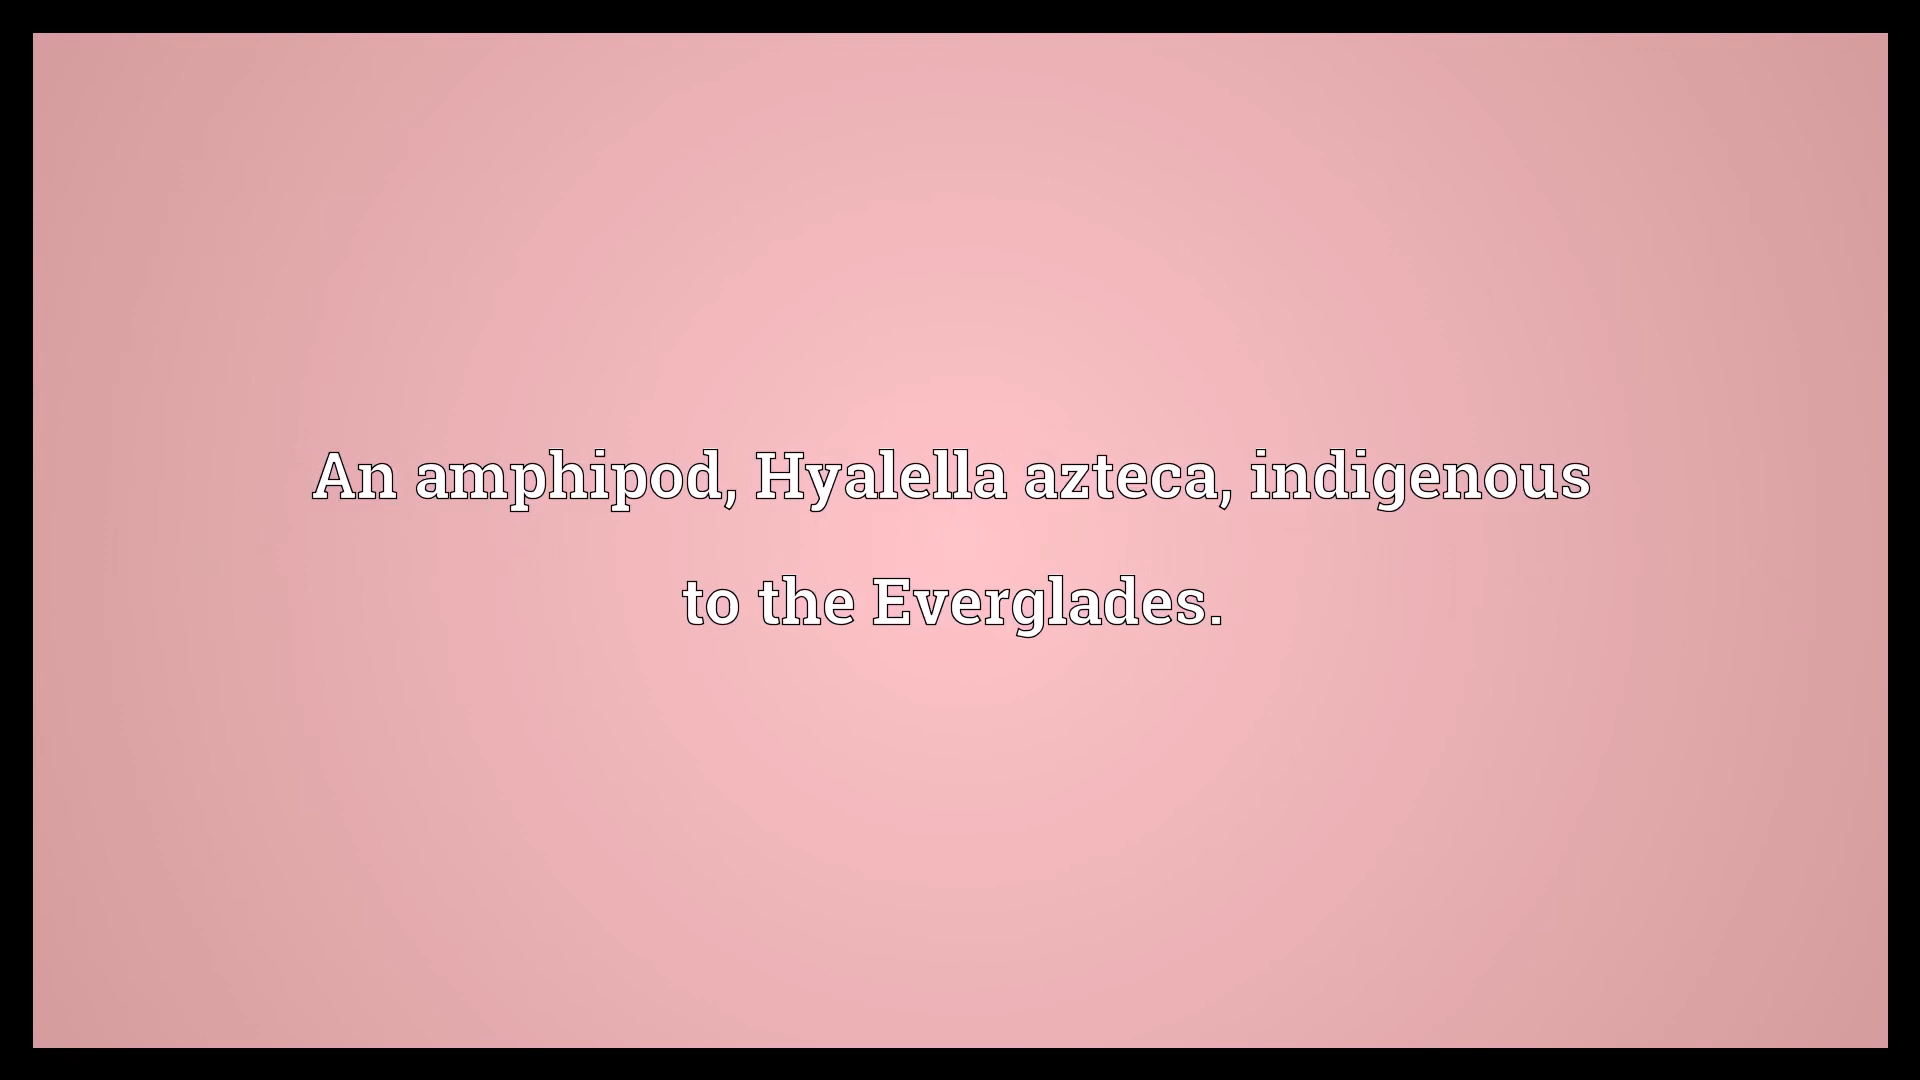 An amphipod, Hyalella azteca, indigenous
to the Everglades.